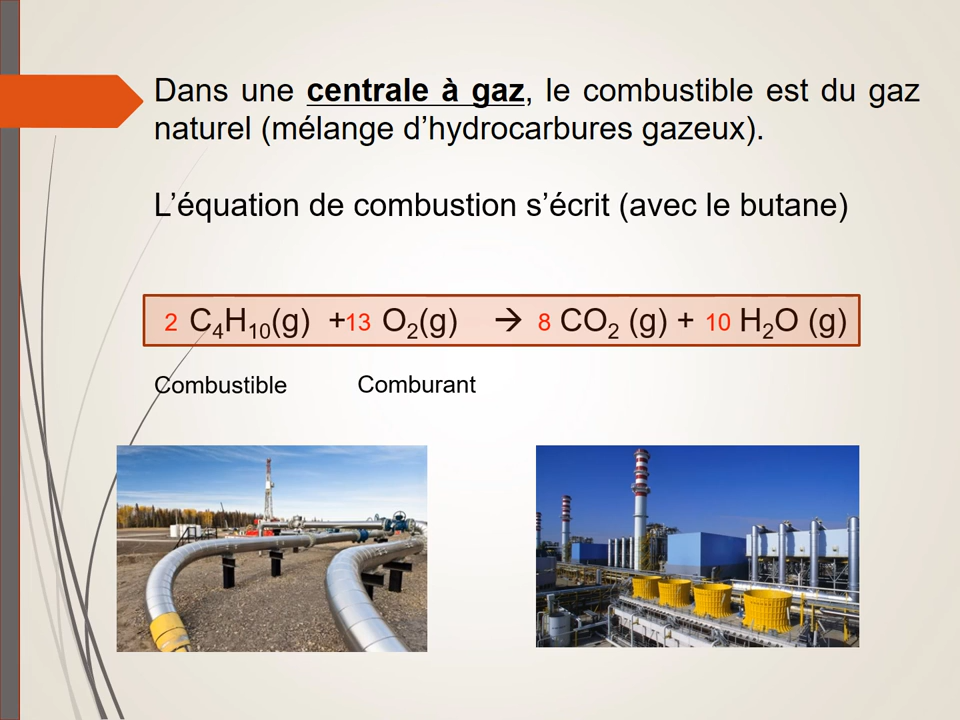 Dans une centrale à gaz, le combustible est du gaz
naturel (mélange d’hydrocarbures gazeux).
L’équation de combustion s’écrit (avec le butane)
2 C₄H₁₀(g) +13 O₂(g) → 8 CO₂ (g) + 10 H₂O (g)
Combustible Comburant